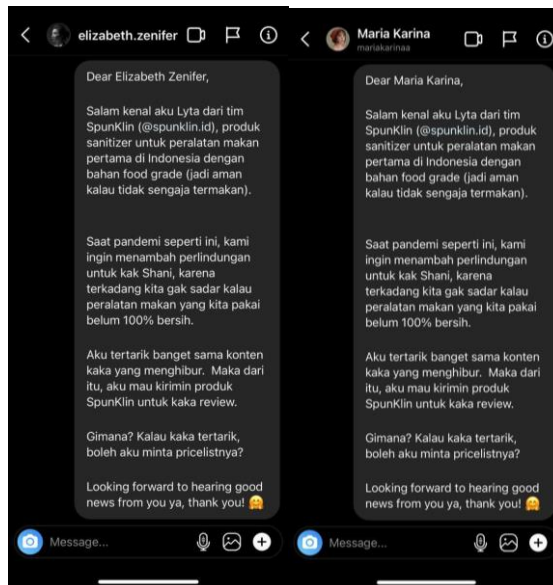 elizabeth.zenifer
Dear Elizabeth Zenifer,
Salam kenal aku Lyta dari tim
SpunKlin (@spunklin.id), produk
sanitizer untuk peralatan makan
pertama di Indonesia dengan
bahan food grade (jadi aman
kalau tidak sengaja termakan).
Saat pandemi seperti ini, kami
ingin menambah perlindungan
untuk kak Shani, karena
terkadang kita gak sadar kalau
peralatan makan yang kita pakai
belum 100% bersih.
Aku tertarik banget sama konten
kaka yang menghibur. Maka dari
itu, aku mau kirimin produk
SpunKlin untuk kaka review.
Gimana? Kalau kaka tertarik,
boleh aku minta pricelistnya?
Looking forward to hearing good
news from you ya, thank you! 🤗
Message...
Maria Karina
mariakarinaa
Dear Maria Karina,
Salam kenal aku Lyta dari tim
SpunKlin (@spunklin.id), produk
sanitizer untuk peralatan makan
pertama di Indonesia dengan
bahan food grade (jadi aman
kalau tidak sengaja termakan).
Saat pandemi seperti ini, kami
ingin menambah perlindungan
untuk kak Shani, karena
terkadang kita gak sadar kalau
peralatan makan yang kita pakai
belum 100% bersih.
Aku tertarik banget sama konten
kaka yang menghibur. Maka dari
itu, aku mau kirimin produk
SpunKlin untuk kaka review.
Gimana? Kalau kaka tertarik,
boleh aku minta pricelistnya?
Looking forward to hearing good
news from you ya, thank you! 🤗
Message...